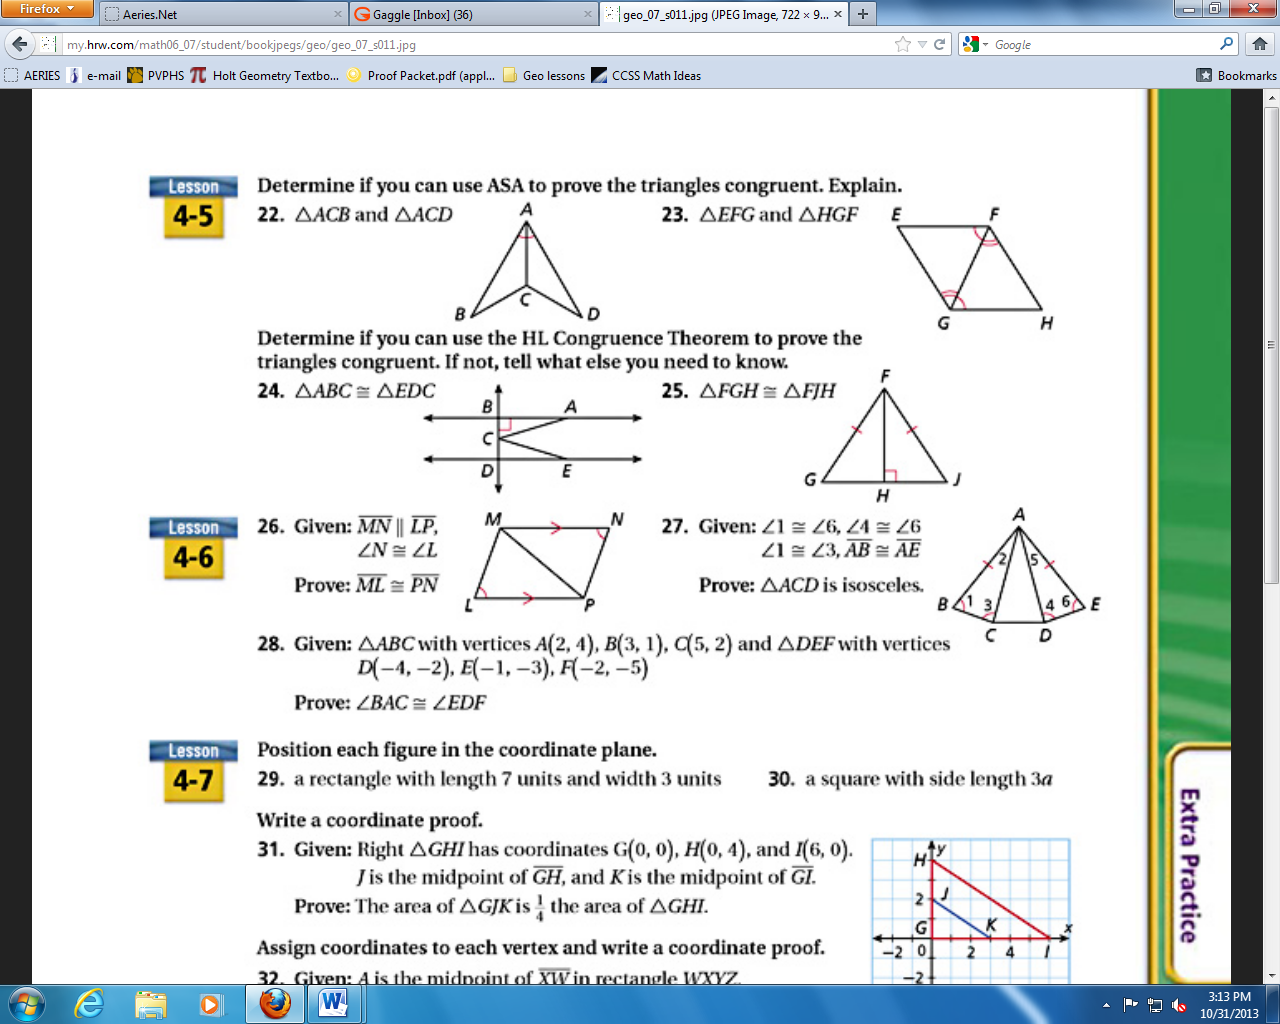 Firefox
Aeries.Net
Gaggle [Inbox] (36)
geo_07_s011.jpg (JPEG Image, 722 × 9...
my.hrw.com/math06_07/student/bookjpegs/geo/geo_07_s011.jpg
Google
AERIES
e-mail
PVPHS
Holt Geometry Textbo...
Proof Packet.pdf (appl...
Geo lessons
CCSS Math Ideas
Bookmarks
Lesson
4-5
Determine if you can use ASA to prove the triangles congruent. Explain.
22. △ACB and △ACD
A
B
C
D
23. △EFG and △HGF
E
F
G
H
Determine if you can use the HL Congruence Theorem to prove the
triangles congruent. If not, tell what else you need to know.
24. △ABC ≅ △EDC
B
A
C
D
E
25. △FGH ≅ △FJH
F
G
H
J
Lesson
4-6
26. Given: M̅N̅ || L̅P̅,
∠N ≅ ∠L
Prove: M̅L̅ ≅ P̅N̅
M
N
L
P
27. Given: ∠1 ≅ ∠6, ∠4 ≅ ∠6
∠1 ≅ ∠3, A̅B̅ ≅ A̅E̅
Prove: △ACD is isosceles.
A
2 5
B 1 3 4 6 E
C D
28. Given: △ABC with vertices A(2, 4), B(3, 1), C(5, 2) and △DEF with vertices
D(−4, −2), E(−1, −3), F(−2, −5)
Prove: ∠BAC ≅ ∠EDF
Lesson
4-7
Position each figure in the coordinate plane.
29. a rectangle with length 7 units and width 3 units
30. a square with side length 3a
Write a coordinate proof.
31. Given: Right △GHI has coordinates G(0, 0), H(0, 4), and I(6, 0).
J is the midpoint of G̅H̅, and K is the midpoint of G̅I̅.
Prove: The area of △GJK is 1/4 the area of △GHI.
H y
2 J
G K x
−2 0 2 4 I
−2
Assign coordinates to each vertex and write a coordinate proof.
32. Given: A is the midpoint of X̅W̅ in rectangle WXYZ.
Extra Practice
3:13 PM
10/31/2013